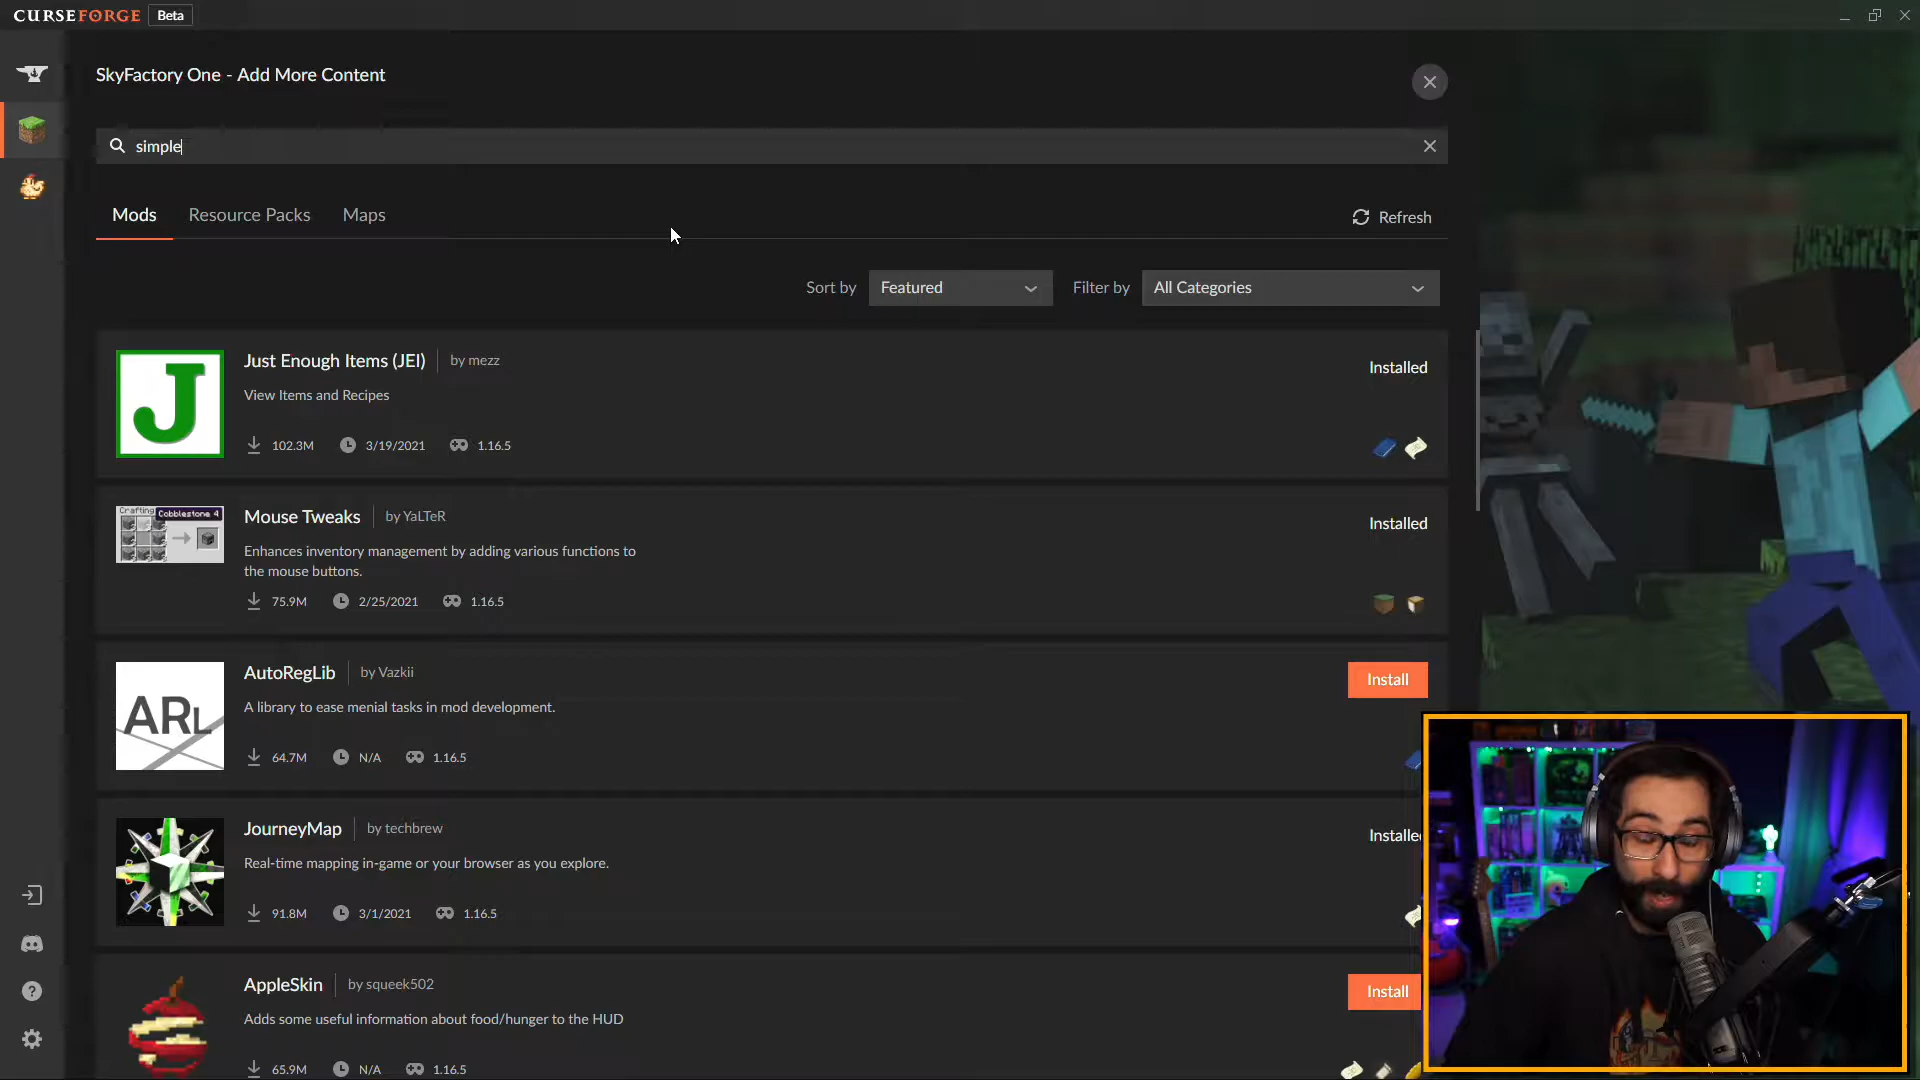 CURSEFORGE Beta
SkyFactory One - Add More Content
simple
Mods Resource Packs Maps
Refresh
Sort by Featured Filter by All Categories
J
Just Enough Items (JEI) by mezz
Installed
View Items and Recipes
102.3M 3/19/2021 1.16.5
Crafting Cobblestone 4
Mouse Tweaks by YaLTeR
Installed
Enhances inventory management by adding various functions to
the mouse buttons.
75.9M 2/25/2021 1.16.5
ARL
AutoRegLib by Vazkii
Install
A library to ease menial tasks in mod development.
64.7M N/A 1.16.5
JourneyMap by techbrew
Installed
Real-time mapping in-game or your browser as you explore.
91.8M 3/1/2021 1.16.5
AppleSkin by squeek502
Install
Adds some useful information about food/hunger to the HUD
65.9M N/A 1.16.5